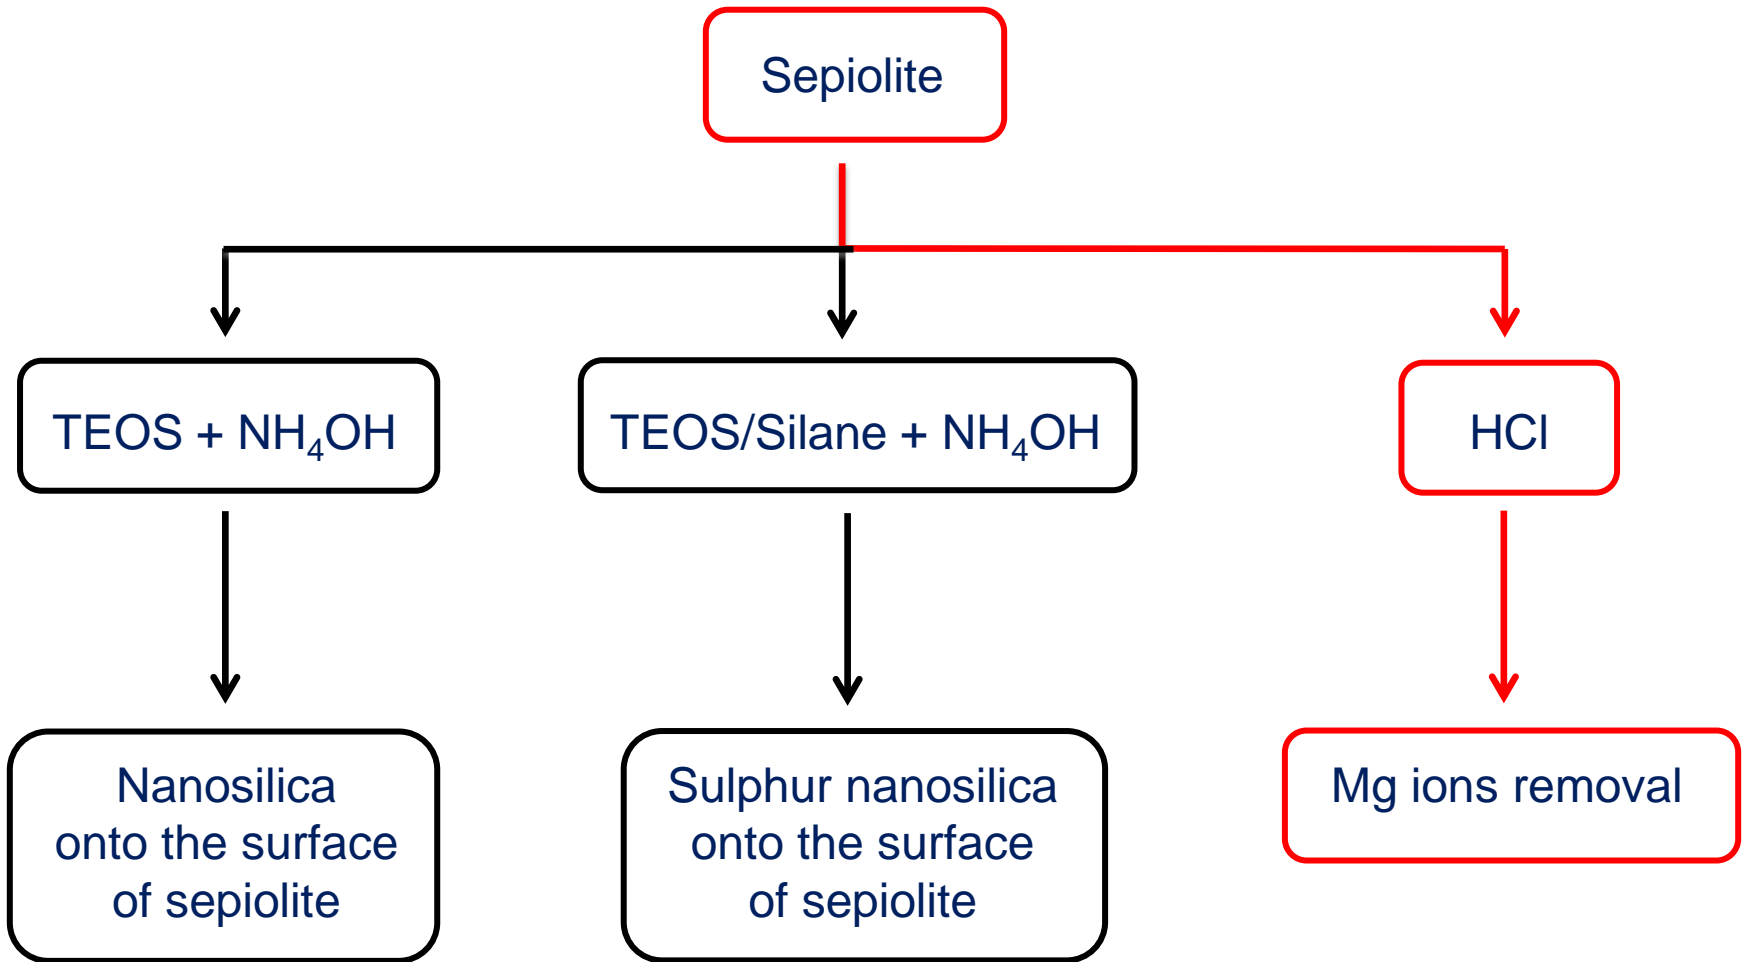 Sepiolite
TEOS + NH₄OH
TEOS/Silane + NH₄OH
HCl
Nanosilica
onto the surface
of sepiolite
Sulphur nanosilica
onto the surface
of sepiolite
Mg ions removal